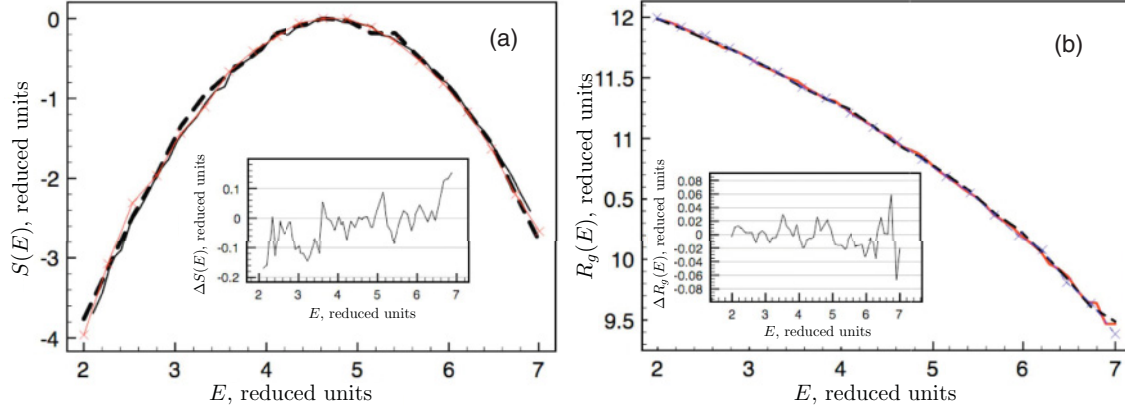 (a)
S(E), reduced units
0
-1
-2
-3
-4
2 3 4 5 6 7
E, reduced units
ΔS(E), reduced units
0.1
0
-0.1
-0.2
2 3 4 5 6 7
E, reduced units
(b)
R_g(E), reduced units
12
11.5
11
10.5
10
9.5
2 3 4 5 6 7
E, reduced units
ΔR_g(E), reduced units
0.08
0.06
0.04
0.02
0
-0.02
-0.04
-0.06
-0.08
2 3 4 5 6 7
E, reduced units